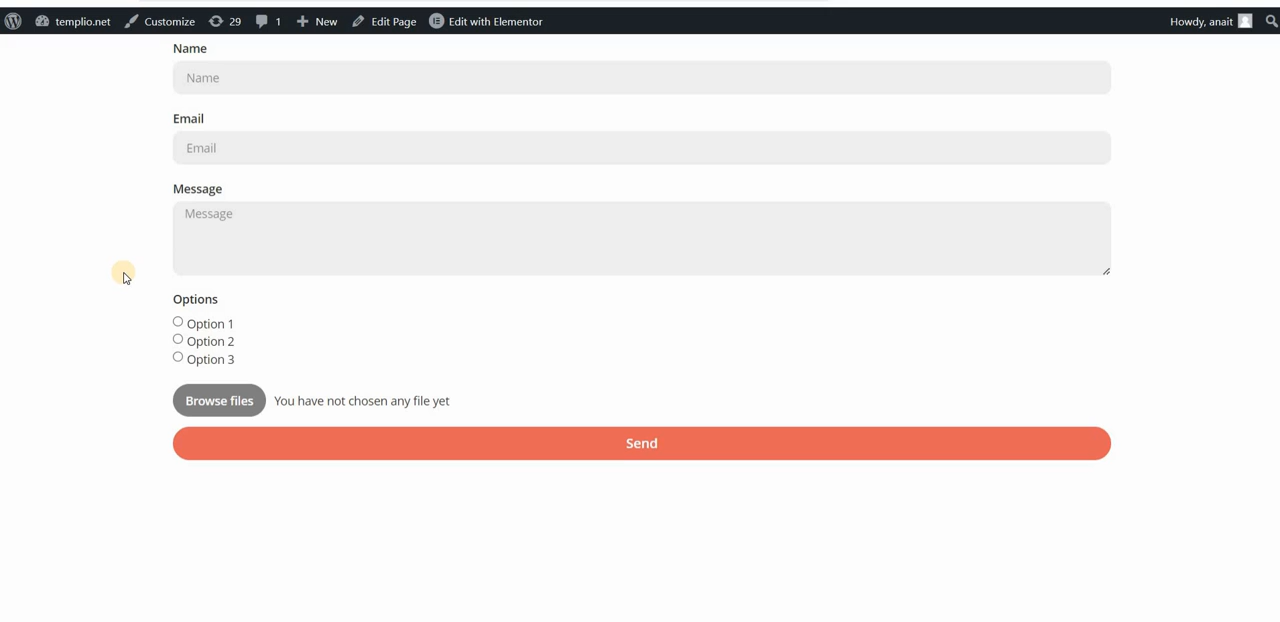 templio.net Customize 29 1 New Edit Page Edit with Elementor Howdy, anait
Name
Name
Email
Email
Message
Message
Options
Option 1
Option 2
Option 3
Browse files You have not chosen any file yet
Send